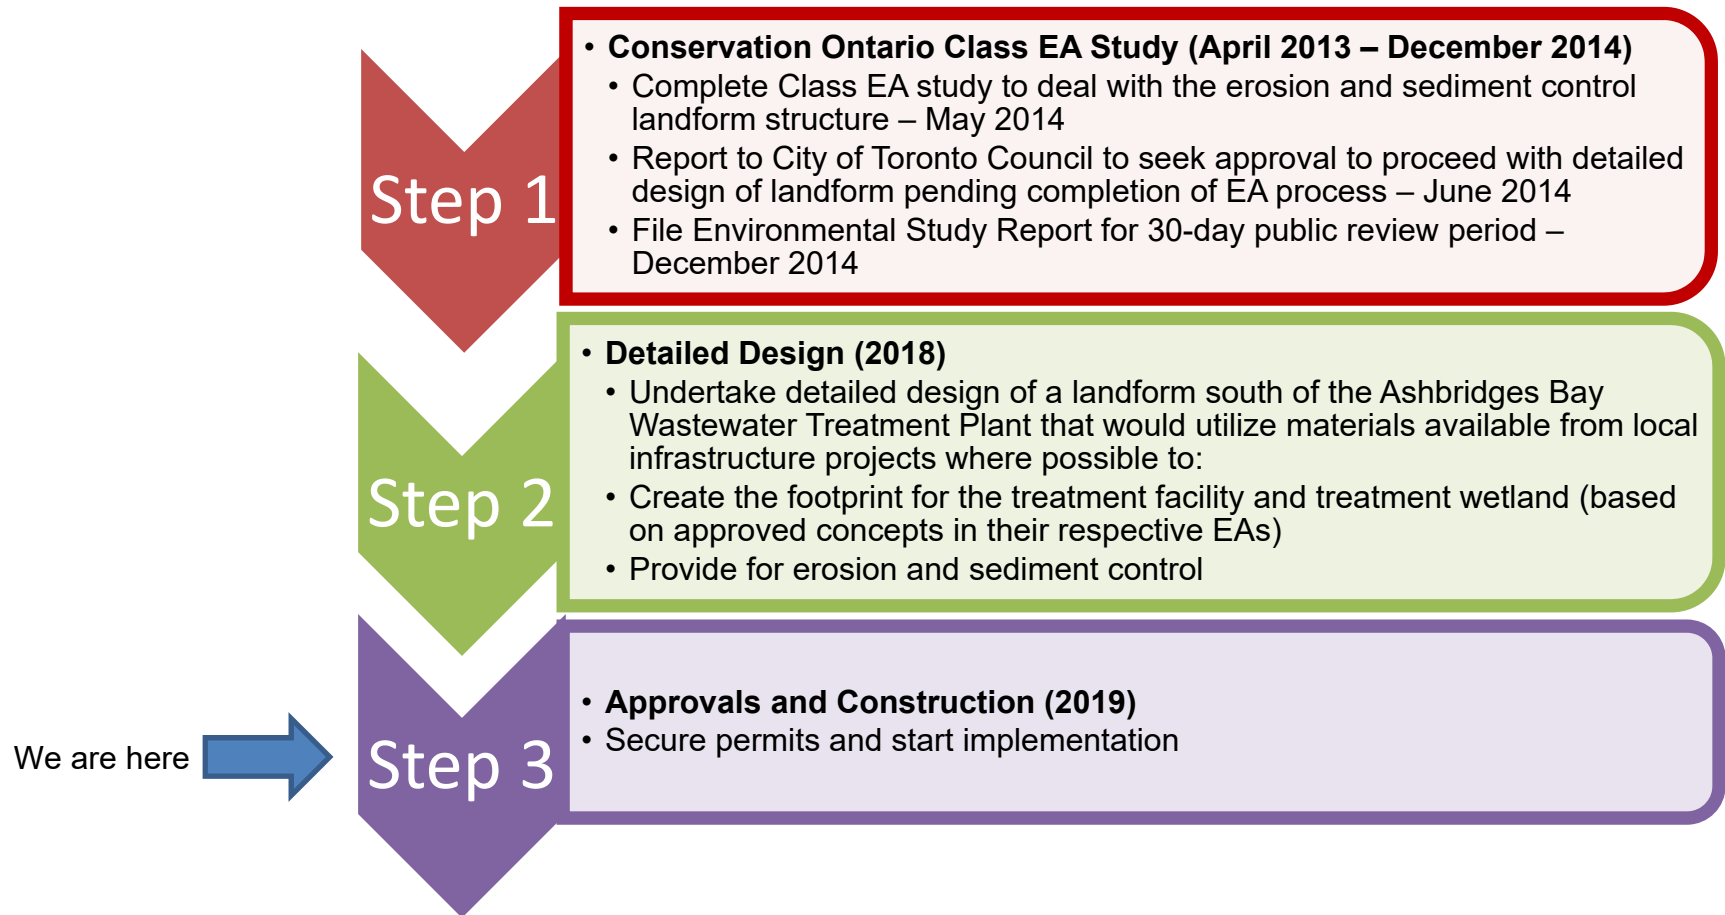 Step 1
• Conservation Ontario Class EA Study (April 2013 – December 2014)
• Complete Class EA study to deal with the erosion and sediment control
landform structure – May 2014
• Report to City of Toronto Council to seek approval to proceed with detailed
design of landform pending completion of EA process – June 2014
• File Environmental Study Report for 30-day public review period –
December 2014
Step 2
• Detailed Design (2018)
• Undertake detailed design of a landform south of the Ashbridges Bay
Wastewater Treatment Plant that would utilize materials available from local
infrastructure projects where possible to:
• Create the footprint for the treatment facility and treatment wetland (based
on approved concepts in their respective EAs)
• Provide for erosion and sediment control
We are here
Step 3
• Approvals and Construction (2019)
• Secure permits and start implementation